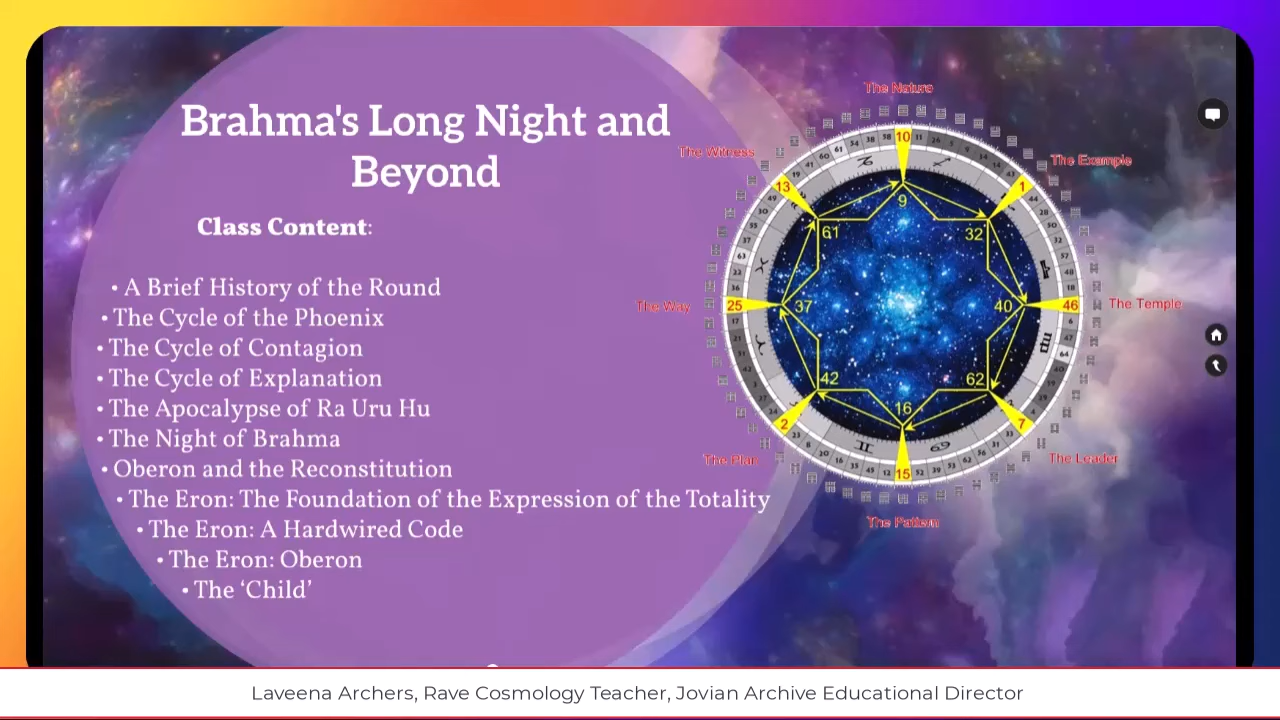 Brahma's Long Night and
Beyond
Class Content:
• A Brief History of the Round
• The Cycle of the Phoenix
• The Cycle of Contagion
• The Cycle of Explanation
• The Apocalypse of Ra Uru Hu
• The Night of Brahma
• Oberon and the Reconstitution
• The Eron: The Foundation of the Expression of the Totality
• The Eron: A Hardwired Code
• The Eron: Oberon
• The ‘Child’
The Nature
The Witness
The Example
The Way
The Temple
The Plan
The Leader
The Pattern
10
13
1
9
61
32
25
37
40
46
42
62
16
2
7
15
Laveena Archers, Rave Cosmology Teacher, Jovian Archive Educational Director